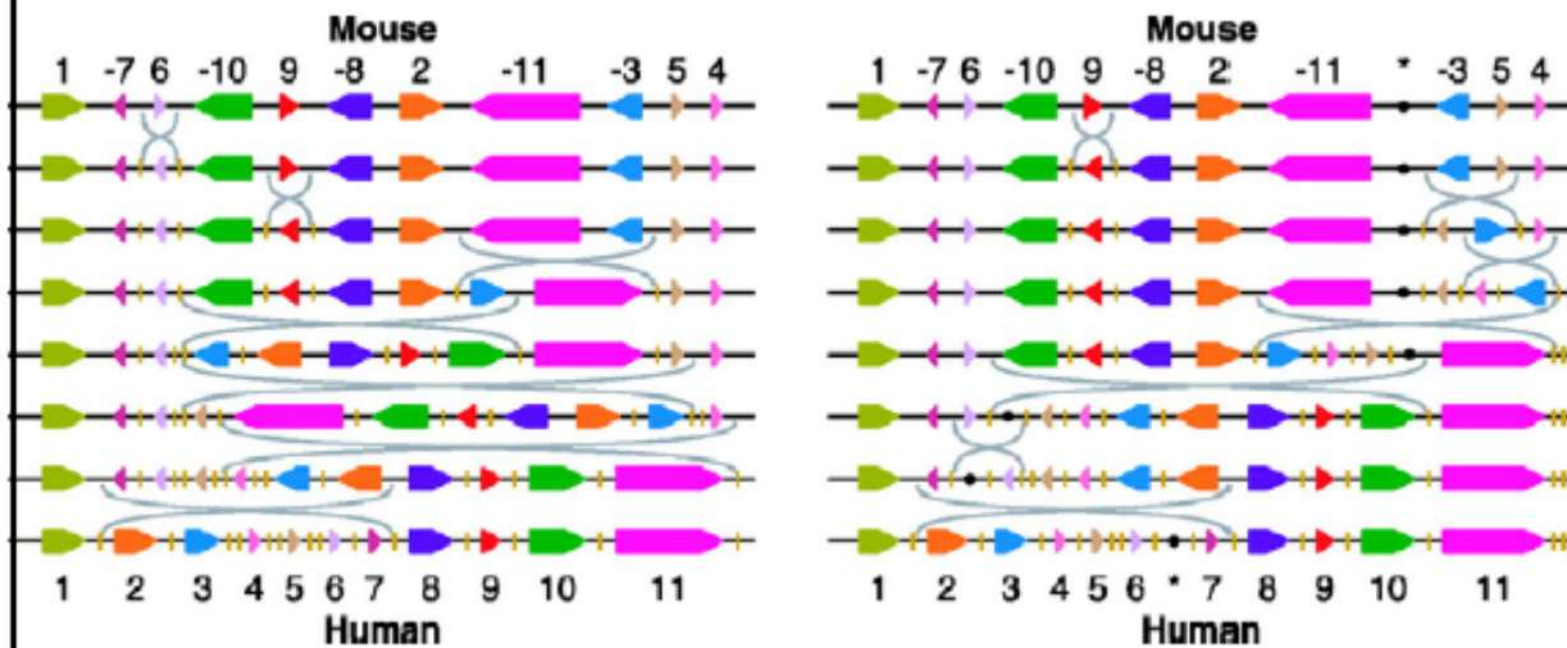 Mouse
1 -7 6 -10 9 -8 2 -11 -3 5 4
1 2 3 4 5 6 7 8 9 10 11
Human
Mouse
1 -7 6 -10 9 -8 2 -11 * -3 5 4
1 2 3 4 5 6 * 7 8 9 10 11
Human